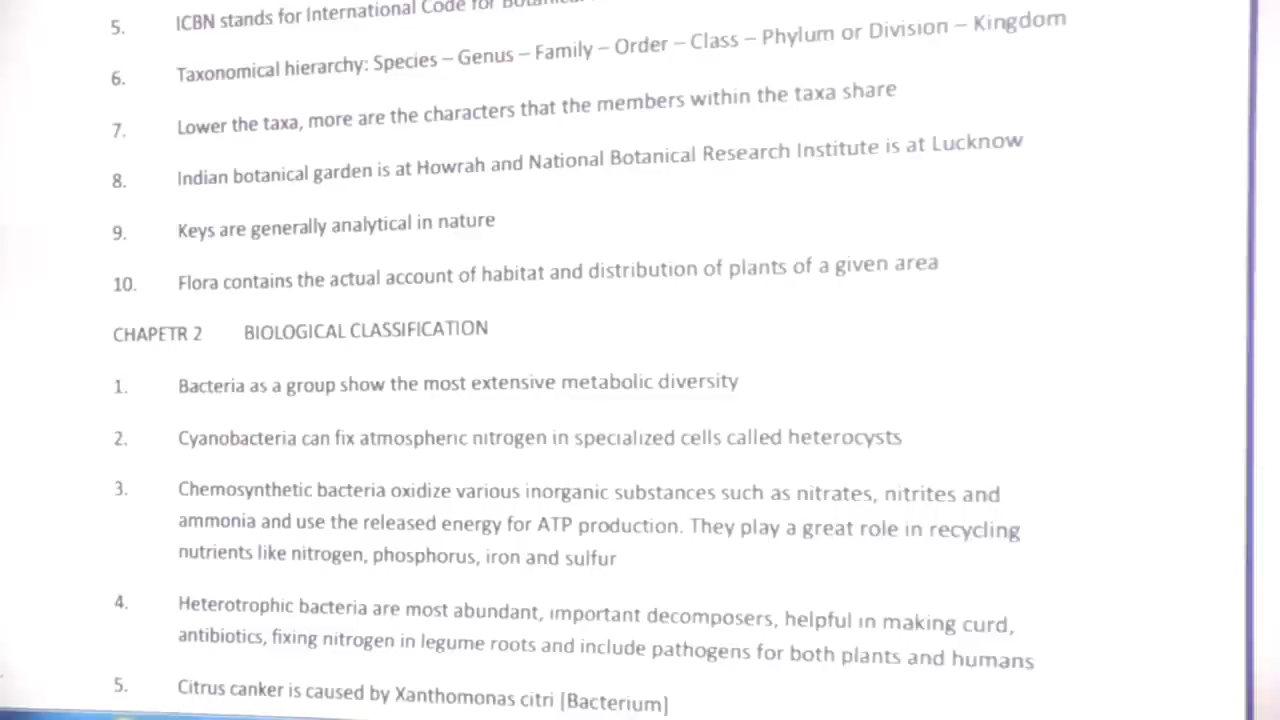 5. ICBN stands for International Code for
6. Taxonomical hierarchy: Species – Genus – Family – Order – Class – Phylum or Division – Kingdom
7. Lower the taxa, more are the characters that the members within the taxa share
8. Indian botanical garden is at Howrah and National Botanical Research Institute is at Lucknow
9. Keys are generally analytical in nature
10. Flora contains the actual account of habitat and distribution of plants of a given area
CHAPETR 2 BIOLOGICAL CLASSIFICATION
1. Bacteria as a group show the most extensive metabolic diversity
2. Cyanobacteria can fix atmospheric nitrogen in specialized cells called heterocysts
3. Chemosynthetic bacteria oxidize various inorganic substances such as nitrates, nitrites and
ammonia and use the released energy for ATP production. They play a great role in recycling
nutrients like nitrogen, phosphorus, iron and sulfur
4. Heterotrophic bacteria are most abundant, important decomposers, helpful in making curd,
antibiotics, fixing nitrogen in legume roots and include pathogens for both plants and humans
5. Citrus canker is caused by Xanthomonas citri [Bacterium]